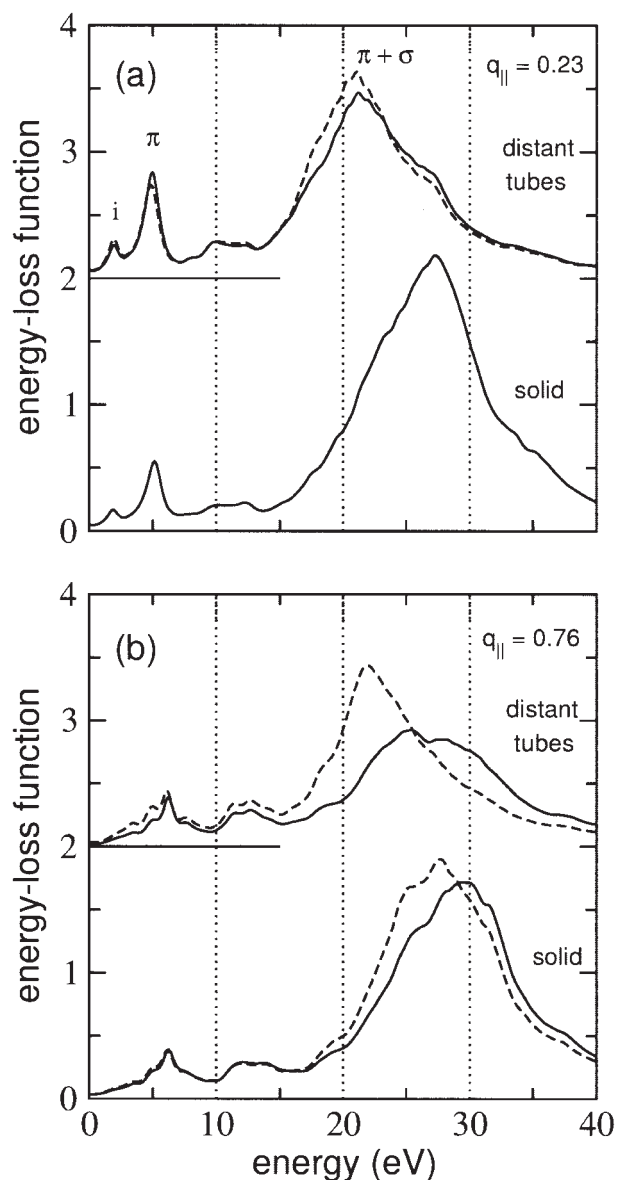 4
(a)
π + σ
q|| = 0.23
π
distant
tubes
3
i
energy-loss function
2
1
solid
0
4
(b)
q|| = 0.76
distant
tubes
3
energy-loss function
2
1
solid
0
0 10 20 30 40
energy (eV)